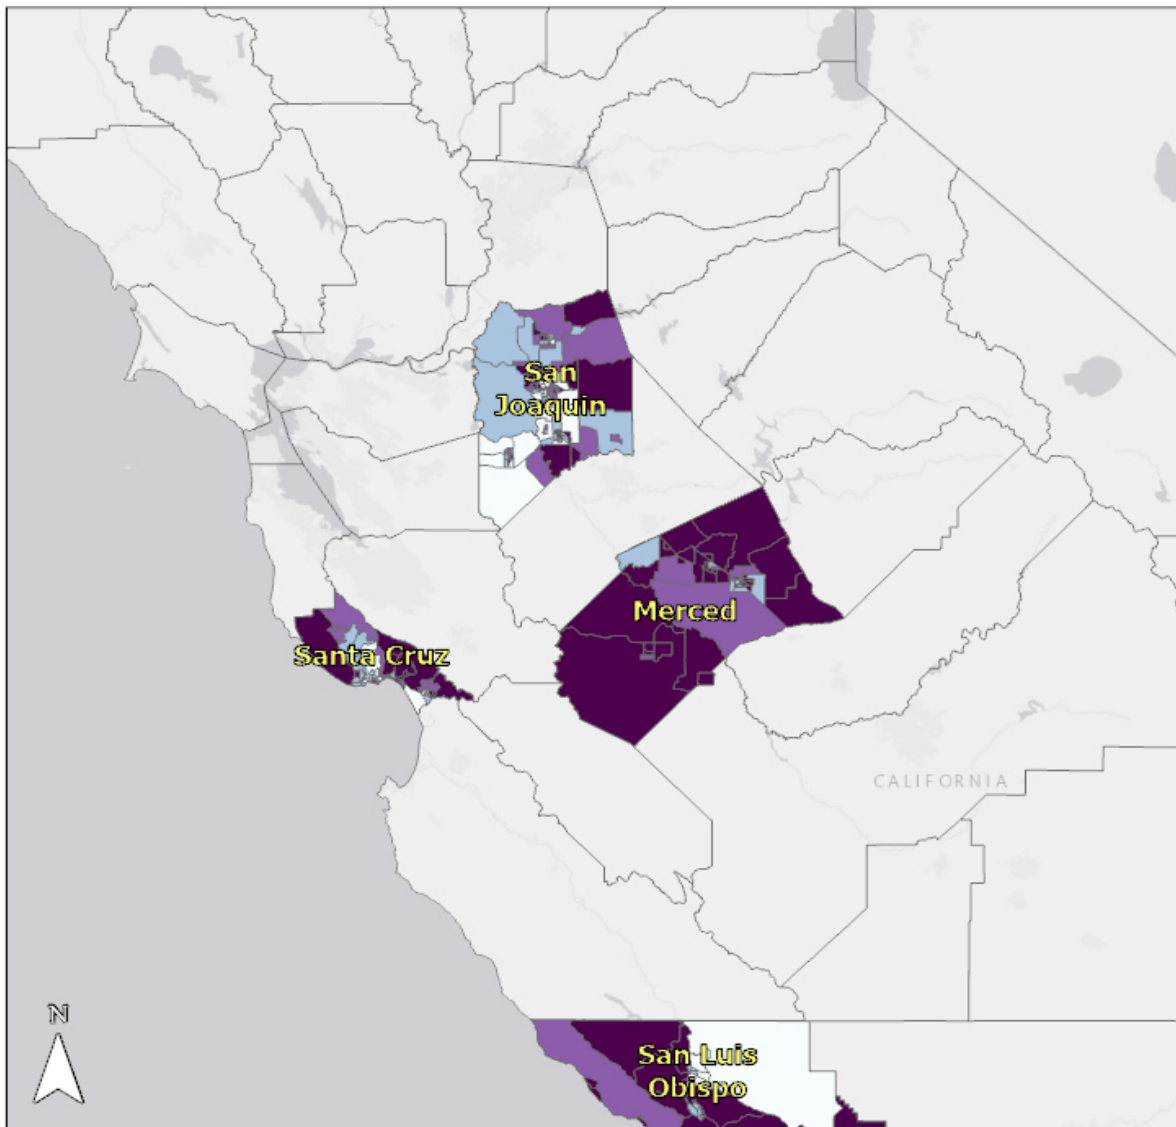 San
Joaquin
Merced
Santa Cruz
CALIFORNIA
N
San Luis
Obispo